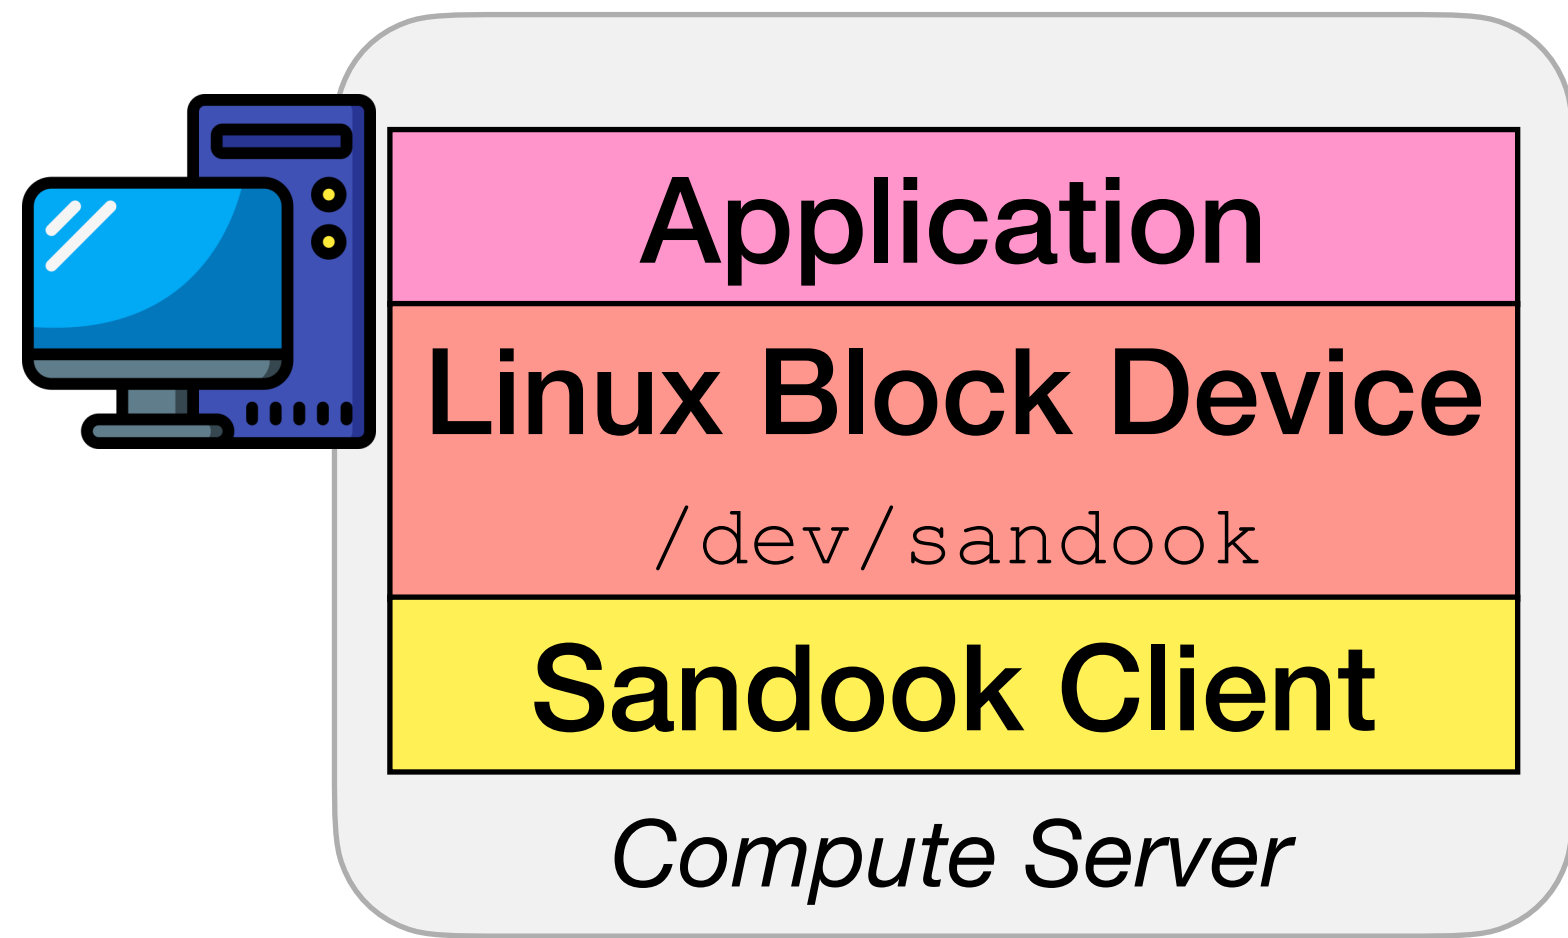 Application
Linux Block Device
/dev/sandook
Sandook Client
Compute Server